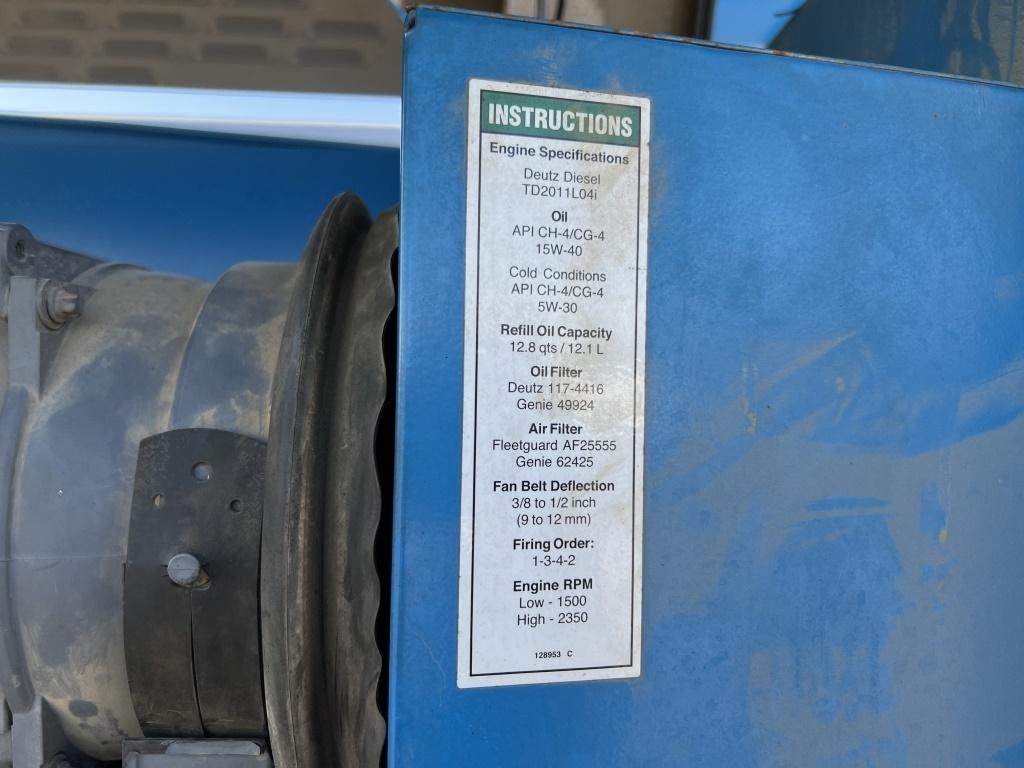 INSTRUCTIONS
Engine Specifications
Deutz Diesel
TD2011L04i
Oil
API CH-4/CG-4
15W-40
Cold Conditions
API CH-4/CG-4
5W-30
Refill Oil Capacity
12.8 qts / 12.1 L
Oil Filter
Deutz 117-4416
Genie 49924
Air Filter
Fleetguard AF25555
Genie 62425
Fan Belt Deflection
3/8 to 1/2 inch
(9 to 12 mm)
Firing Order:
1-3-4-2
Engine RPM
Low - 1500
High - 2350
128953 C